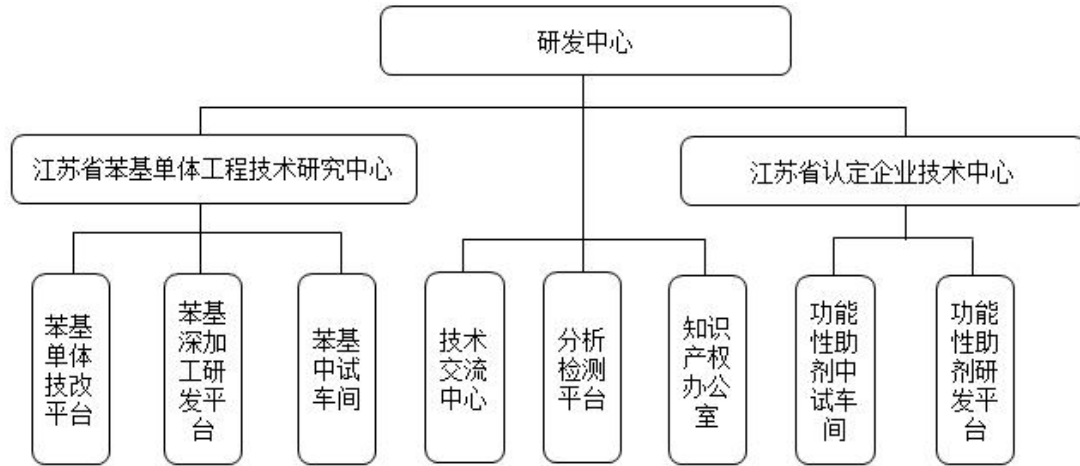 研发中心
江苏省苯基单体工程技术研究中心
江苏省认定企业技术中心
苯基
单体
技改
平台
苯基
深加
工研
发平
台
苯基
中试
车间
技术
交流
中心
分析
检测
平台
知识
产权
办公
室
功能
性助
剂中
试车
间
功能
性助
剂研
发平
台